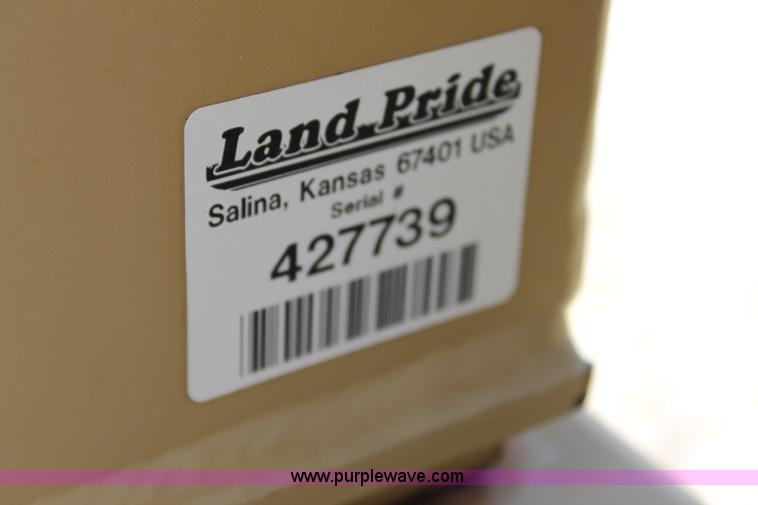 Land Pride
Salina, Kansas 67401 USA
Serial #
427739
www.purplewave.com